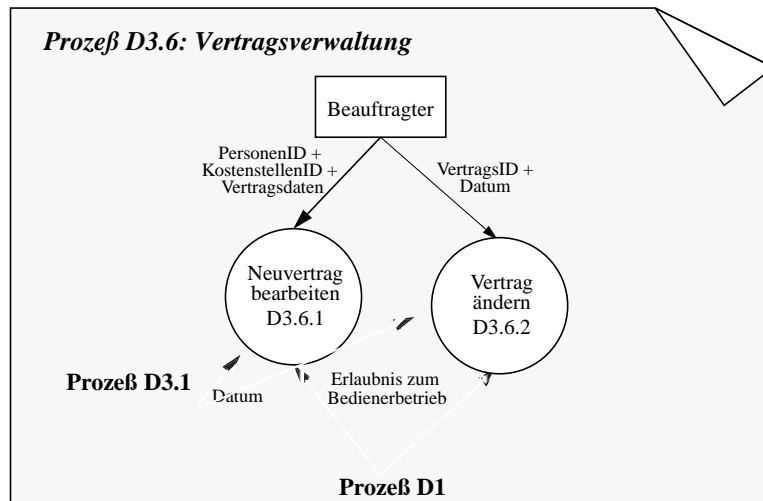 Prozeß D3.6: Vertragsverwaltung
Beauftragter
PersonenID +
KostenstellenID +
Vertragsdaten
VertragsID +
Datum
Neuvertrag
bearbeiten
D3.6.1
Vertrag
ändern
D3.6.2
Prozeß D3.1
Datum
Erlaubnis zum
Bedienerbetrieb
Prozeß D1